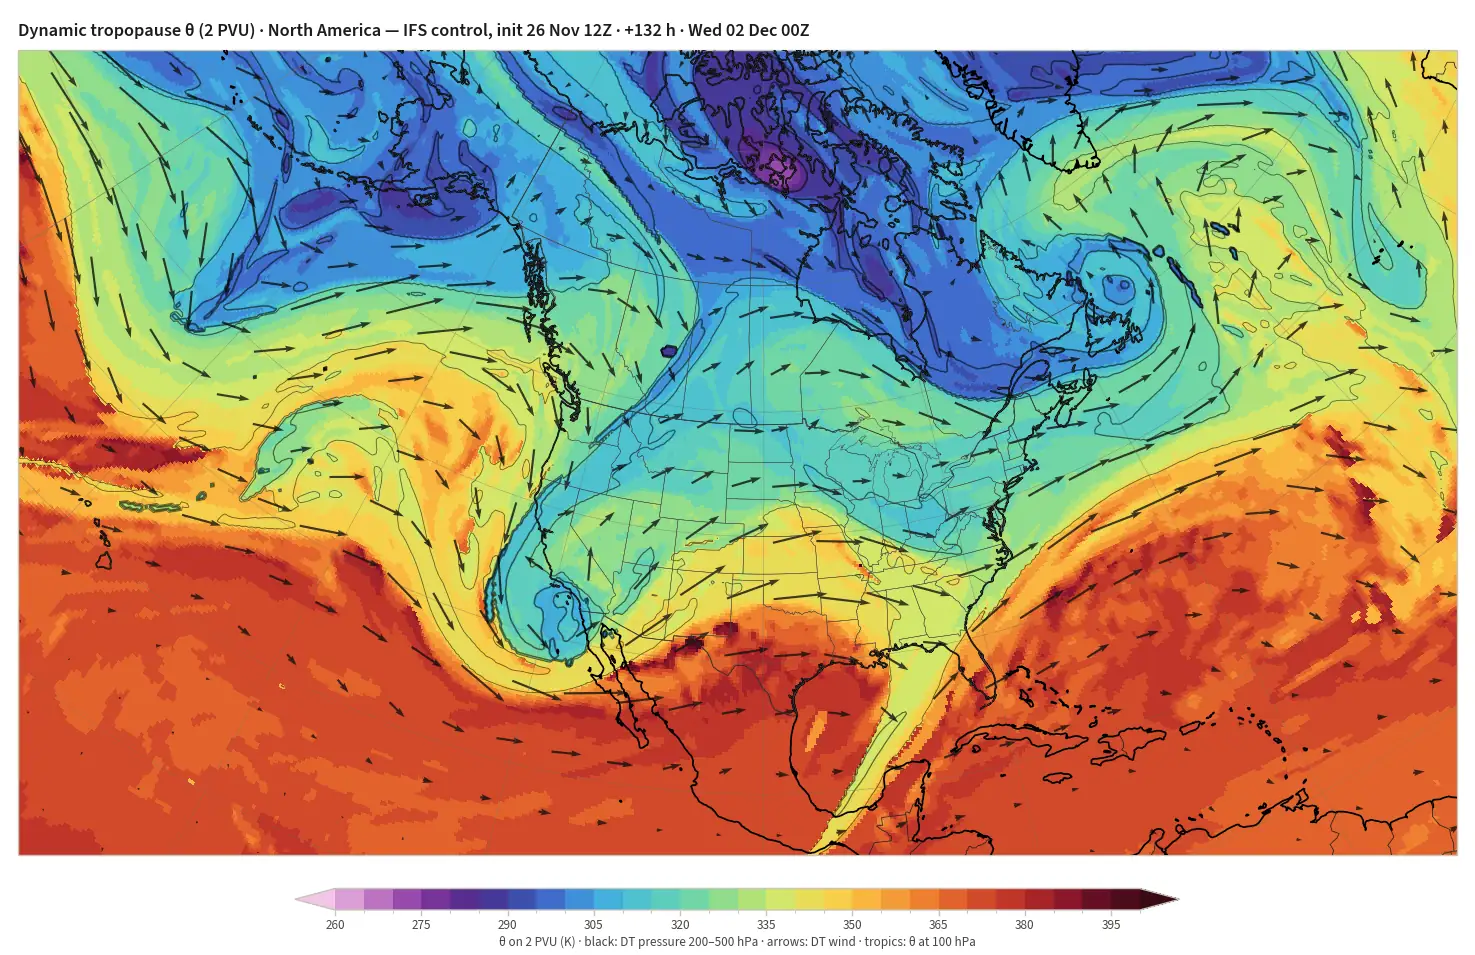 Dynamic tropopause θ (2 PVU) · North America — IFS control, init 26 Nov 12Z · +132 h · Wed 02 Dec 00Z
260 275 290 305 320 335 350 365 380 395
θ on 2 PVU (K) · black: DT pressure 200–500 hPa · arrows: DT wind · tropics: θ at 100 hPa